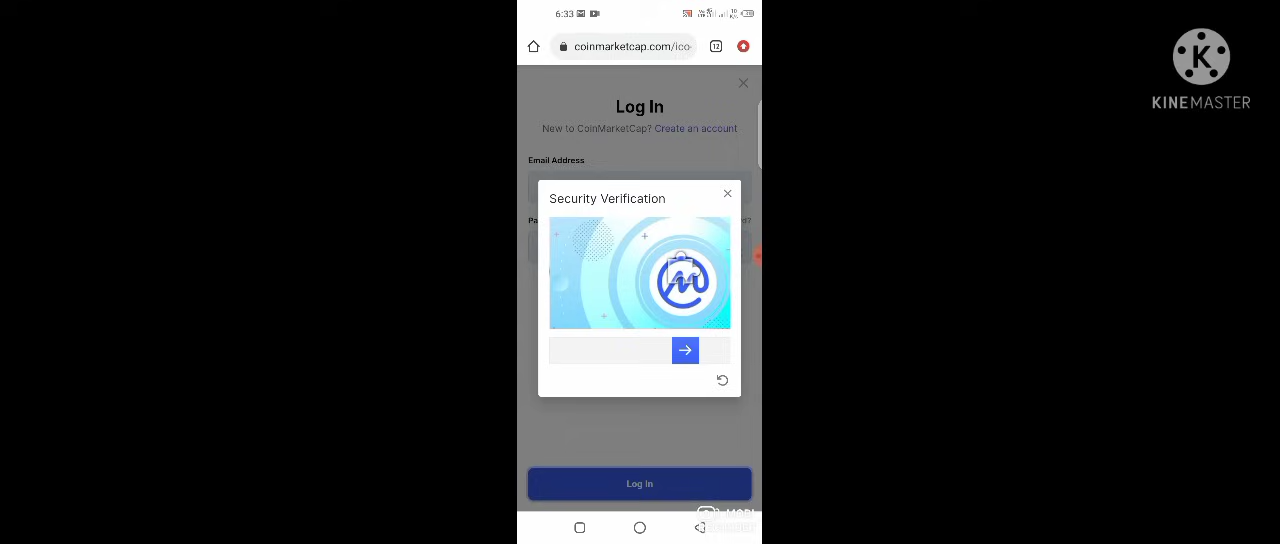 6:33
coinmarketcap.com/ico
12
K
KINEMASTER
Log In
New to CoinMarketCap? Create an account
Email Address
Security Verification
Log In